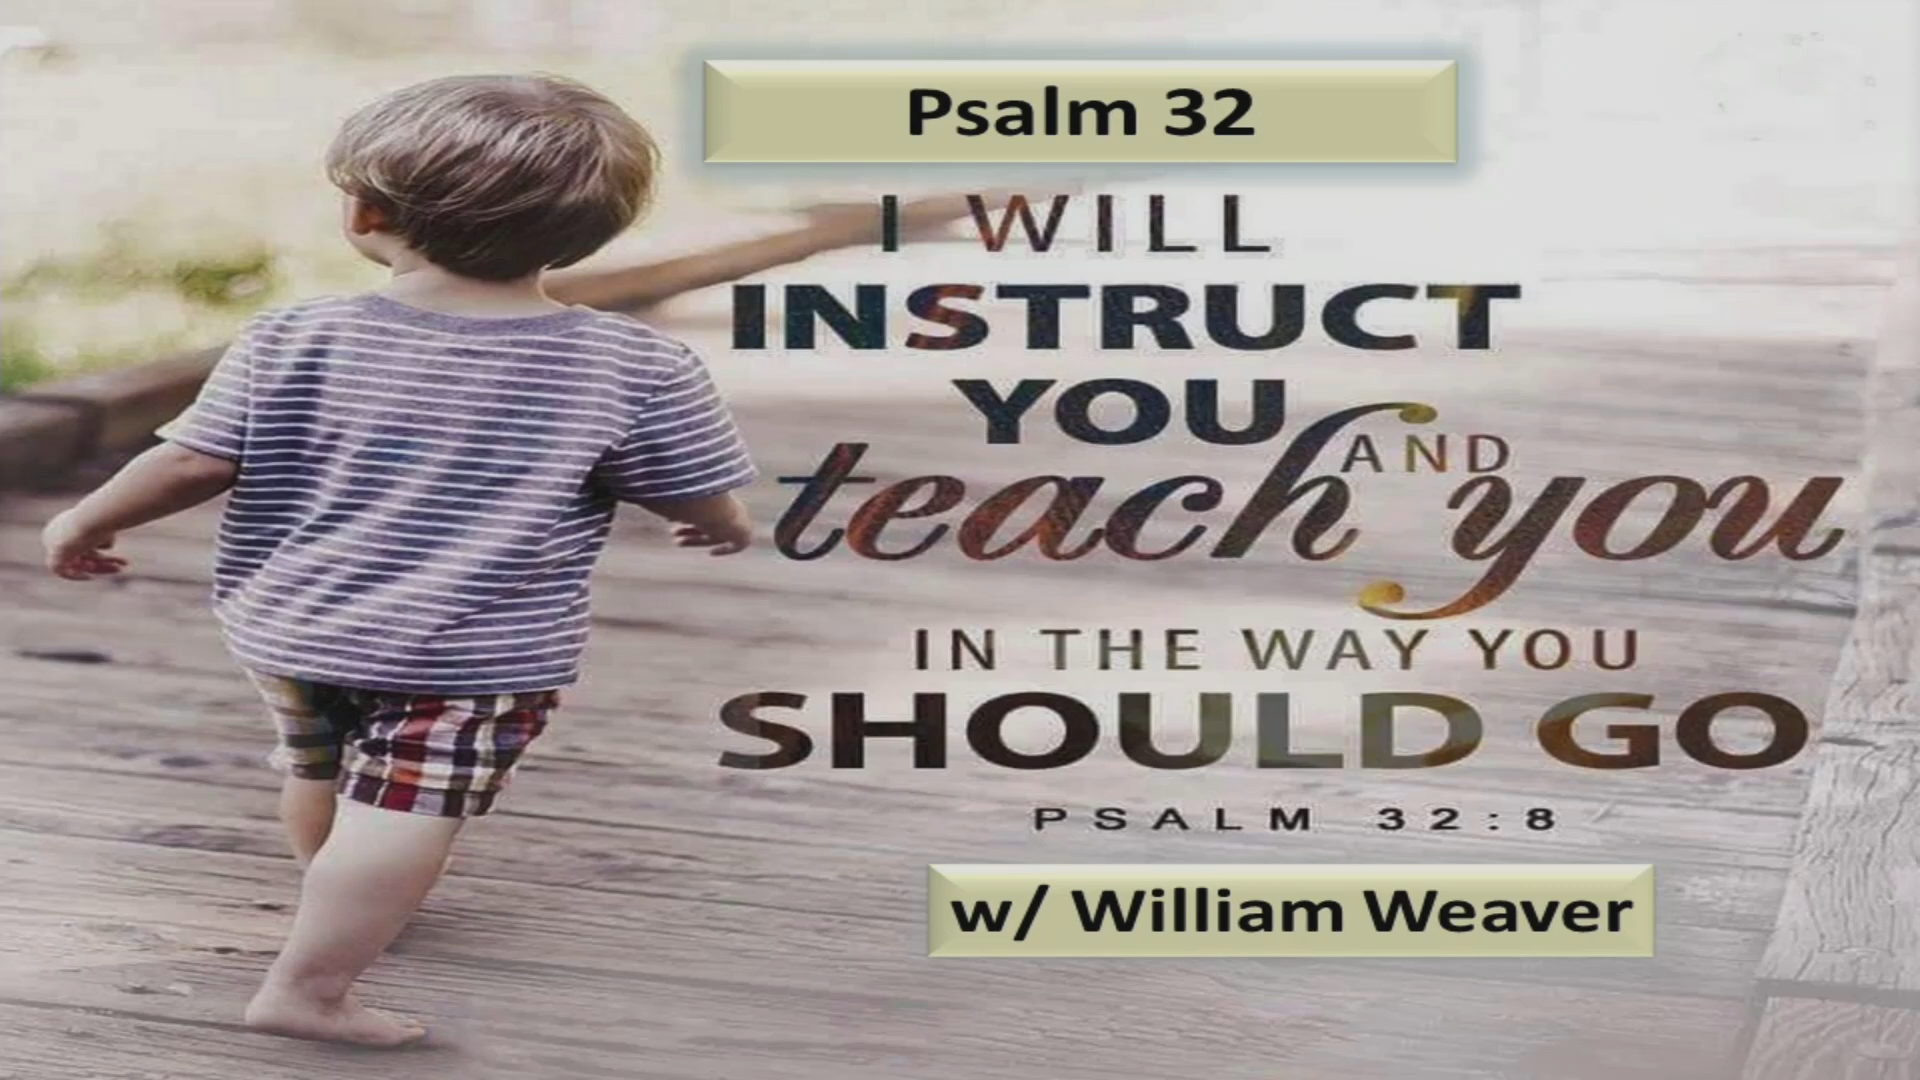 Psalm 32
I WILL
INSTRUCT
YOU
AND
teach you
IN THE WAY YOU
SHOULD GO
PSALM 32:8
w/ William Weaver